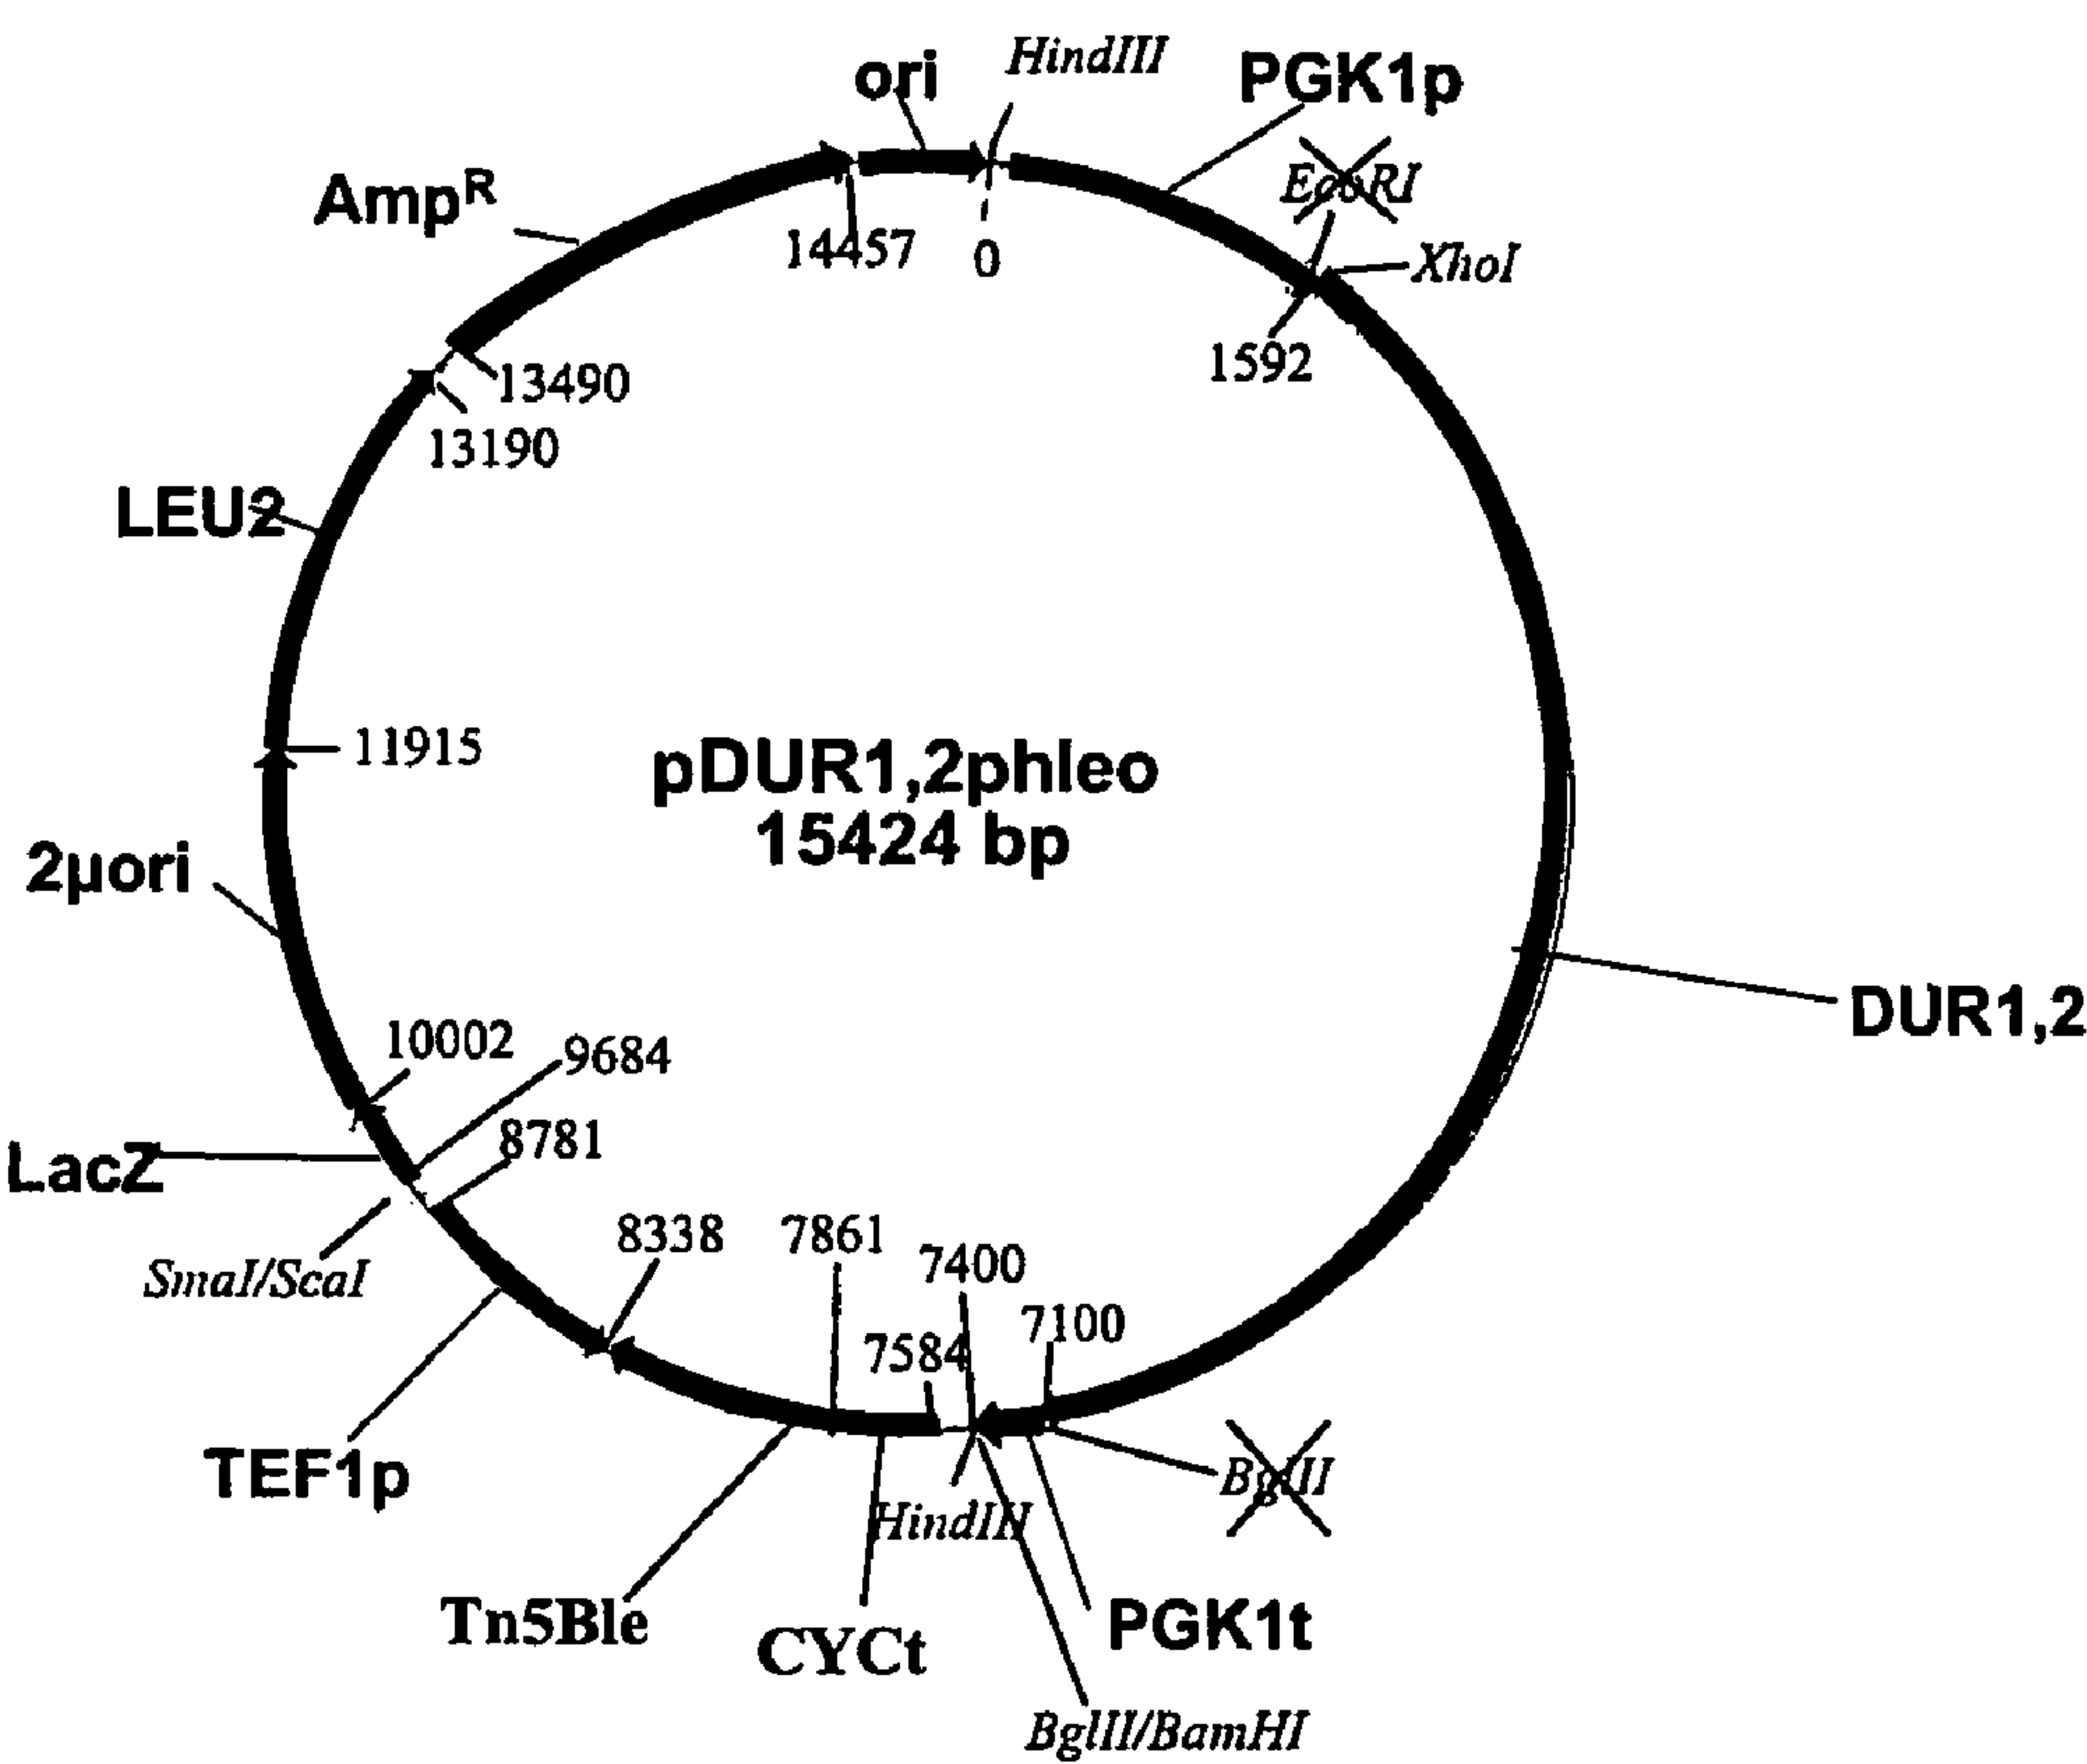 ori
HindIII
PGK1p
EcoRI
XhoI
AmpR
14457
0
1592
13490
13190
LEU2
11915
pDUR1,2phleo
15424 bp
2μori
DUR1,2
10002
9684
8781
LacZ
SmaI/ScaI
8338
7861
7400
7584
7100
TEF1p
BglII
HindIII
Tn5Ble
CYCt
PGK1t
BglII/BamHI